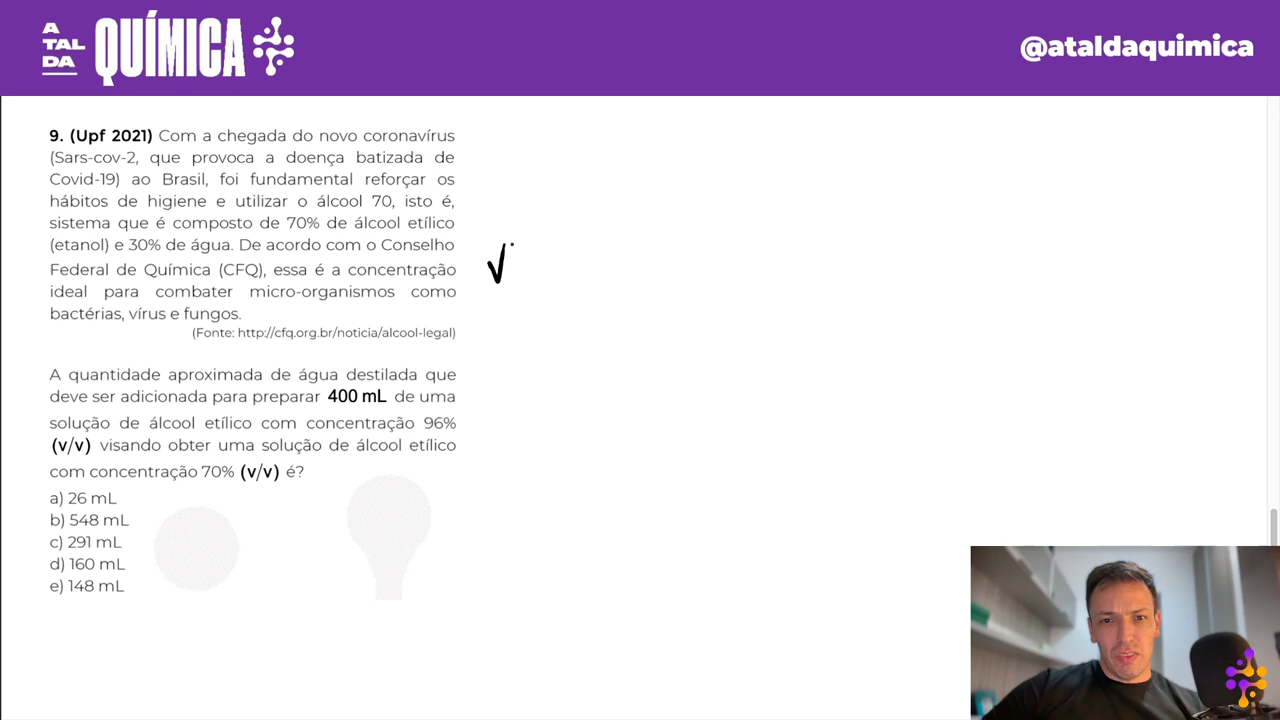 A
TAL
DA
QUÍMICA
@ataldaquimica
9. (Upf 2021) Com a chegada do novo coronavírus
(Sars-cov-2, que provoca a doença batizada de
Covid-19) ao Brasil, foi fundamental reforçar os
hábitos de higiene e utilizar o álcool 70, isto é,
sistema que é composto de 70% de álcool etílico
(etanol) e 30% de água. De acordo com o Conselho
Federal de Química (CFQ), essa é a concentração
ideal para combater micro-organismos como
bactérias, vírus e fungos.
(Fonte: http://cfq.org.br/noticia/alcool-legal)
A quantidade aproximada de água destilada que
deve ser adicionada para preparar 400 mL de uma
solução de álcool etílico com concentração 96%
(v/v) visando obter uma solução de álcool etílico
com concentração 70% (v/v) é?
a) 26 mL
b) 548 mL
c) 291 mL
d) 160 mL
e) 148 mL